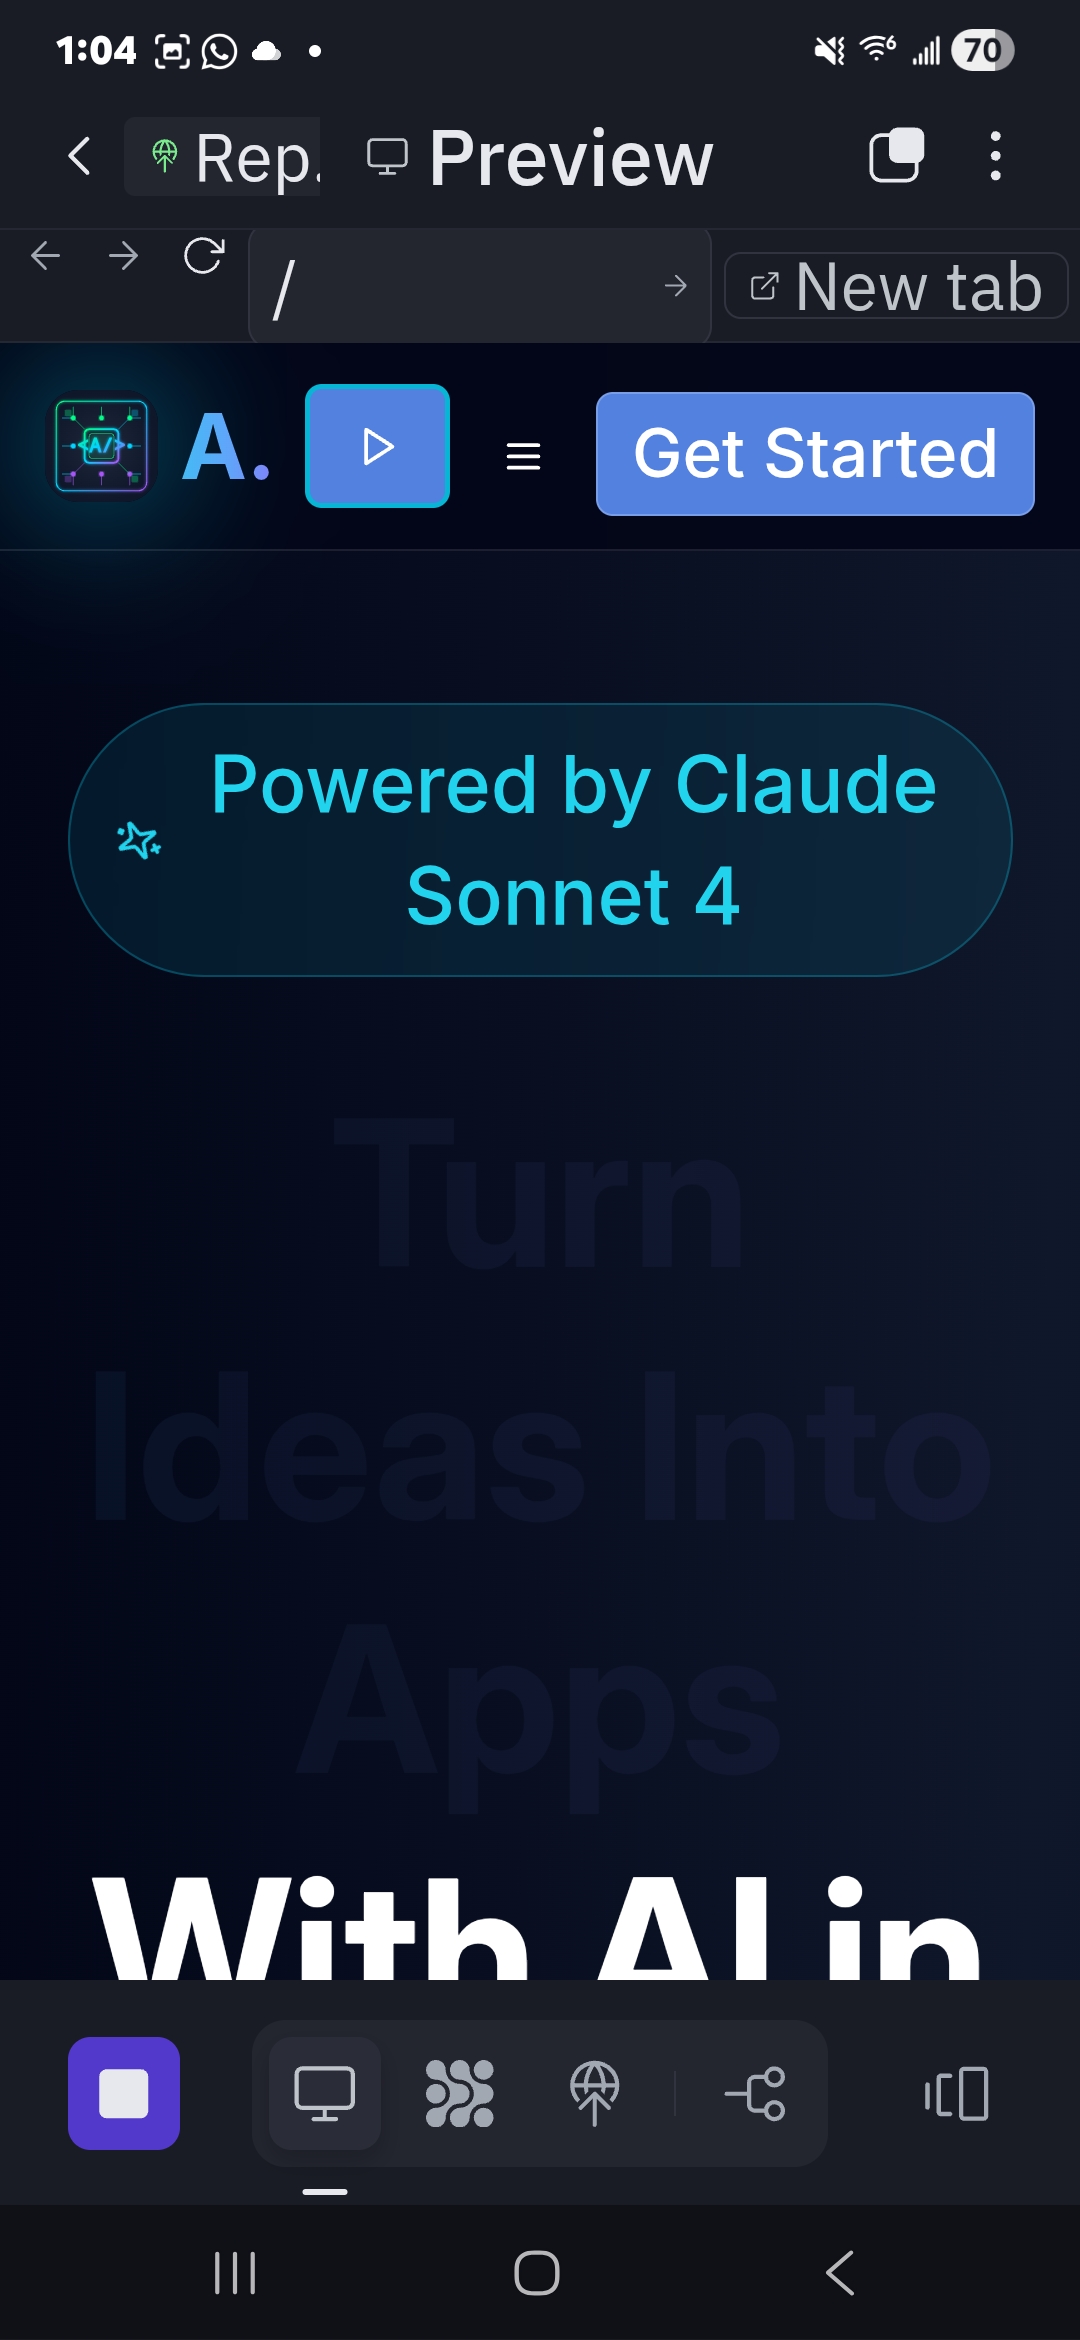 1:04
6
70
Rep.
Preview
/
New tab
A/
A.
Get Started
Powered by Claude
Sonnet 4
Turn
Ideas Into
Apps
With AI in